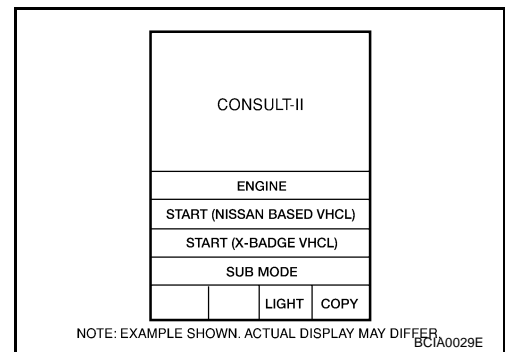 CONSULT-II
ENGINE
START (NISSAN BASED VHCL)
START (X-BADGE VHCL)
SUB MODE
LIGHT COPY
NOTE: EXAMPLE SHOWN. ACTUAL DISPLAY MAY DIFFER.
BCIA0029E